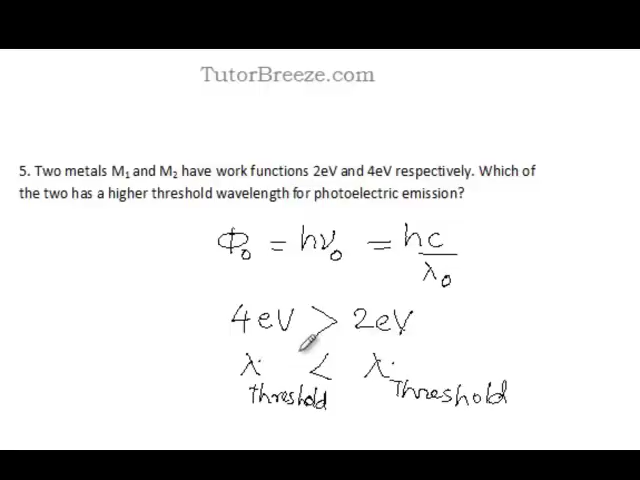 TutorBreeze.com
5. Two metals M₁ and M₂ have work functions 2eV and 4eV respectively. Which of
the two has a higher threshold wavelength for photoelectric emission?
Φ₀ = hν₀ = hc/λ₀
4eV > 2eV
λ threshold < λ Threshold